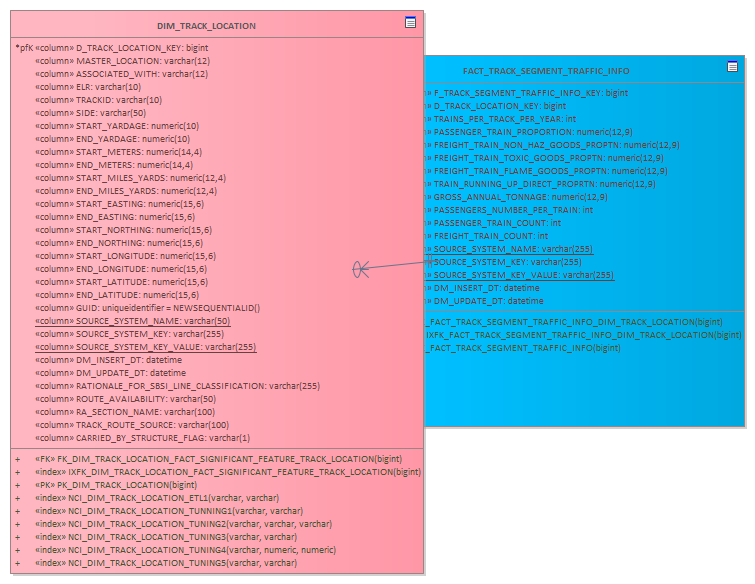 DIM_TRACK_LOCATION
*pfK «column» D_TRACK_LOCATION_KEY: bigint
«column» MASTER_LOCATION: varchar(12)
«column» ASSOCIATED_WITH: varchar(12)
«column» ELR: varchar(10)
«column» TRACKID: varchar(10)
«column» SIDE: varchar(50)
«column» START_YARDAGE: numeric(10)
«column» END_YARDAGE: numeric(10)
«column» START_METERS: numeric(14,4)
«column» END_METERS: numeric(14,4)
«column» START_MILES_YARDS: numeric(12,4)
«column» END_MILES_YARDS: numeric(12,4)
«column» START_EASTING: numeric(15,6)
«column» END_EASTING: numeric(15,6)
«column» START_NORTHING: numeric(15,6)
«column» END_NORTHING: numeric(15,6)
«column» START_LONGITUDE: numeric(15,6)
«column» END_LONGITUDE: numeric(15,6)
«column» START_LATITUDE: numeric(15,6)
«column» END_LATITUDE: numeric(15,6)
«column» GUID: uniqueidentifier = NEWSEQUENTIALID()
«column» SOURCE_SYSTEM_NAME: varchar(50)
«column» SOURCE_SYSTEM_KEY: varchar(255)
«column» SOURCE_SYSTEM_KEY_VALUE: varchar(255)
«column» DM_INSERT_DT: datetime
«column» DM_UPDATE_DT: datetime
«column» RATIONALE_FOR_SBSI_LINE_CLASSIFICATION: varchar(255)
«column» ROUTE_AVAILABILITY: varchar(50)
«column» RA_SECTION_NAME: varchar(100)
«column» TRACK_ROUTE_SOURCE: varchar(100)
«column» CARRIED_BY_STRUCTURE_FLAG: varchar(1)
+ «FK» FK_DIM_TRACK_LOCATION_FACT_SIGNIFICANT_FEATURE_TRACK_LOCATION(bigint)
+ «index» IXFK_DIM_TRACK_LOCATION_FACT_SIGNIFICANT_FEATURE_TRACK_LOCATION(bigint)
+ «PK» PK_DIM_TRACK_LOCATION(bigint)
+ «index» NCI_DIM_TRACK_LOCATION_ETL1(varchar, varchar)
+ «index» NCI_DIM_TRACK_LOCATION_TUNNING1(varchar, varchar)
+ «index» NCI_DIM_TRACK_LOCATION_TUNING2(varchar, varchar, varchar)
+ «index» NCI_DIM_TRACK_LOCATION_TUNING3(varchar, varchar)
+ «index» NCI_DIM_TRACK_LOCATION_TUNING4(varchar, numeric, numeric)
+ «index» NCI_DIM_TRACK_LOCATION_TUNING5(varchar, varchar)
FACT_TRACK_SEGMENT_TRAFFIC_INFO
» F_TRACK_SEGMENT_TRAFFIC_INFO_KEY: bigint
» D_TRACK_LOCATION_KEY: bigint
» TRAINS_PER_TRACK_PER_YEAR: int
» PASSENGER_TRAIN_PROPORTION: numeric(12,9)
» FREIGHT_TRAIN_NON_HAZ_GOODS_PROPTN: numeric(12,9)
» FREIGHT_TRAIN_TOXIC_GOODS_PROPTN: numeric(12,9)
» FREIGHT_TRAIN_FLAME_GOODS_PROPTN: numeric(12,9)
» TRAIN_RUNNING_UP_DIRECT_PROPRTN: numeric(12,9)
» GROSS_ANNUAL_TONNAGE: numeric(12,9)
» PASSENGERS_NUMBER_PER_TRAIN: int
» PASSENGER_TRAIN_COUNT: int
» FREIGHT_TRAIN_COUNT: int
» SOURCE_SYSTEM_NAME: varchar(255)
SOURCE_SYSTEM_KEY: varchar(255)
» SOURCE_SYSTEM_KEY_VALUE: varchar(255)
» DM_INSERT_DT: datetime
» DM_UPDATE_DT: datetime
_FACT_TRACK_SEGMENT_TRAFFIC_INFO_DIM_TRACK_LOCATION(bigint)
IXFK_FACT_TRACK_SEGMENT_TRAFFIC_INFO_DIM_TRACK_LOCATION(bigint)
_FACT_TRACK_SEGMENT_TRAFFIC_INFO(bigint)